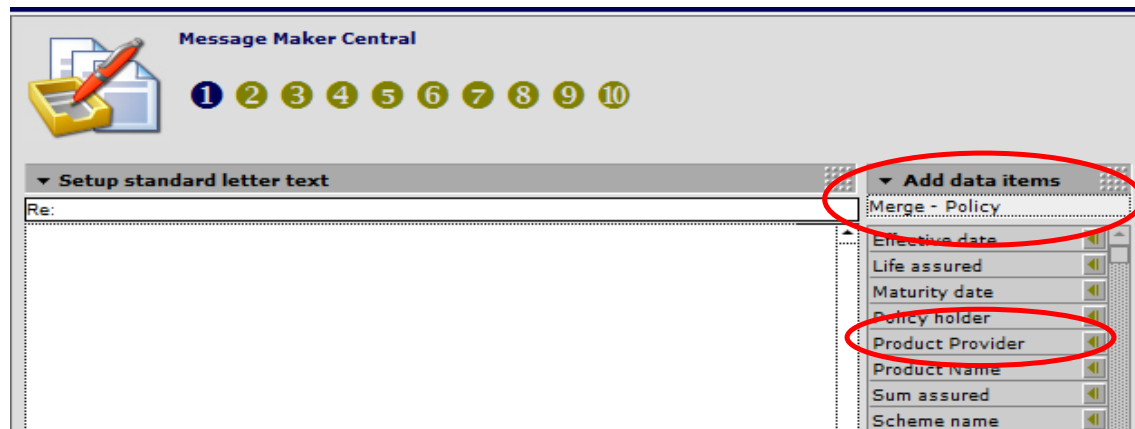 Message Maker Central
1 2 3 4 5 6 7 8 9 10
Setup standard letter text
Re:
Add data items
Merge - Policy
Effective date
Life assured
Maturity date
Policy holder
Product Provider
Product Name
Sum assured
Scheme name